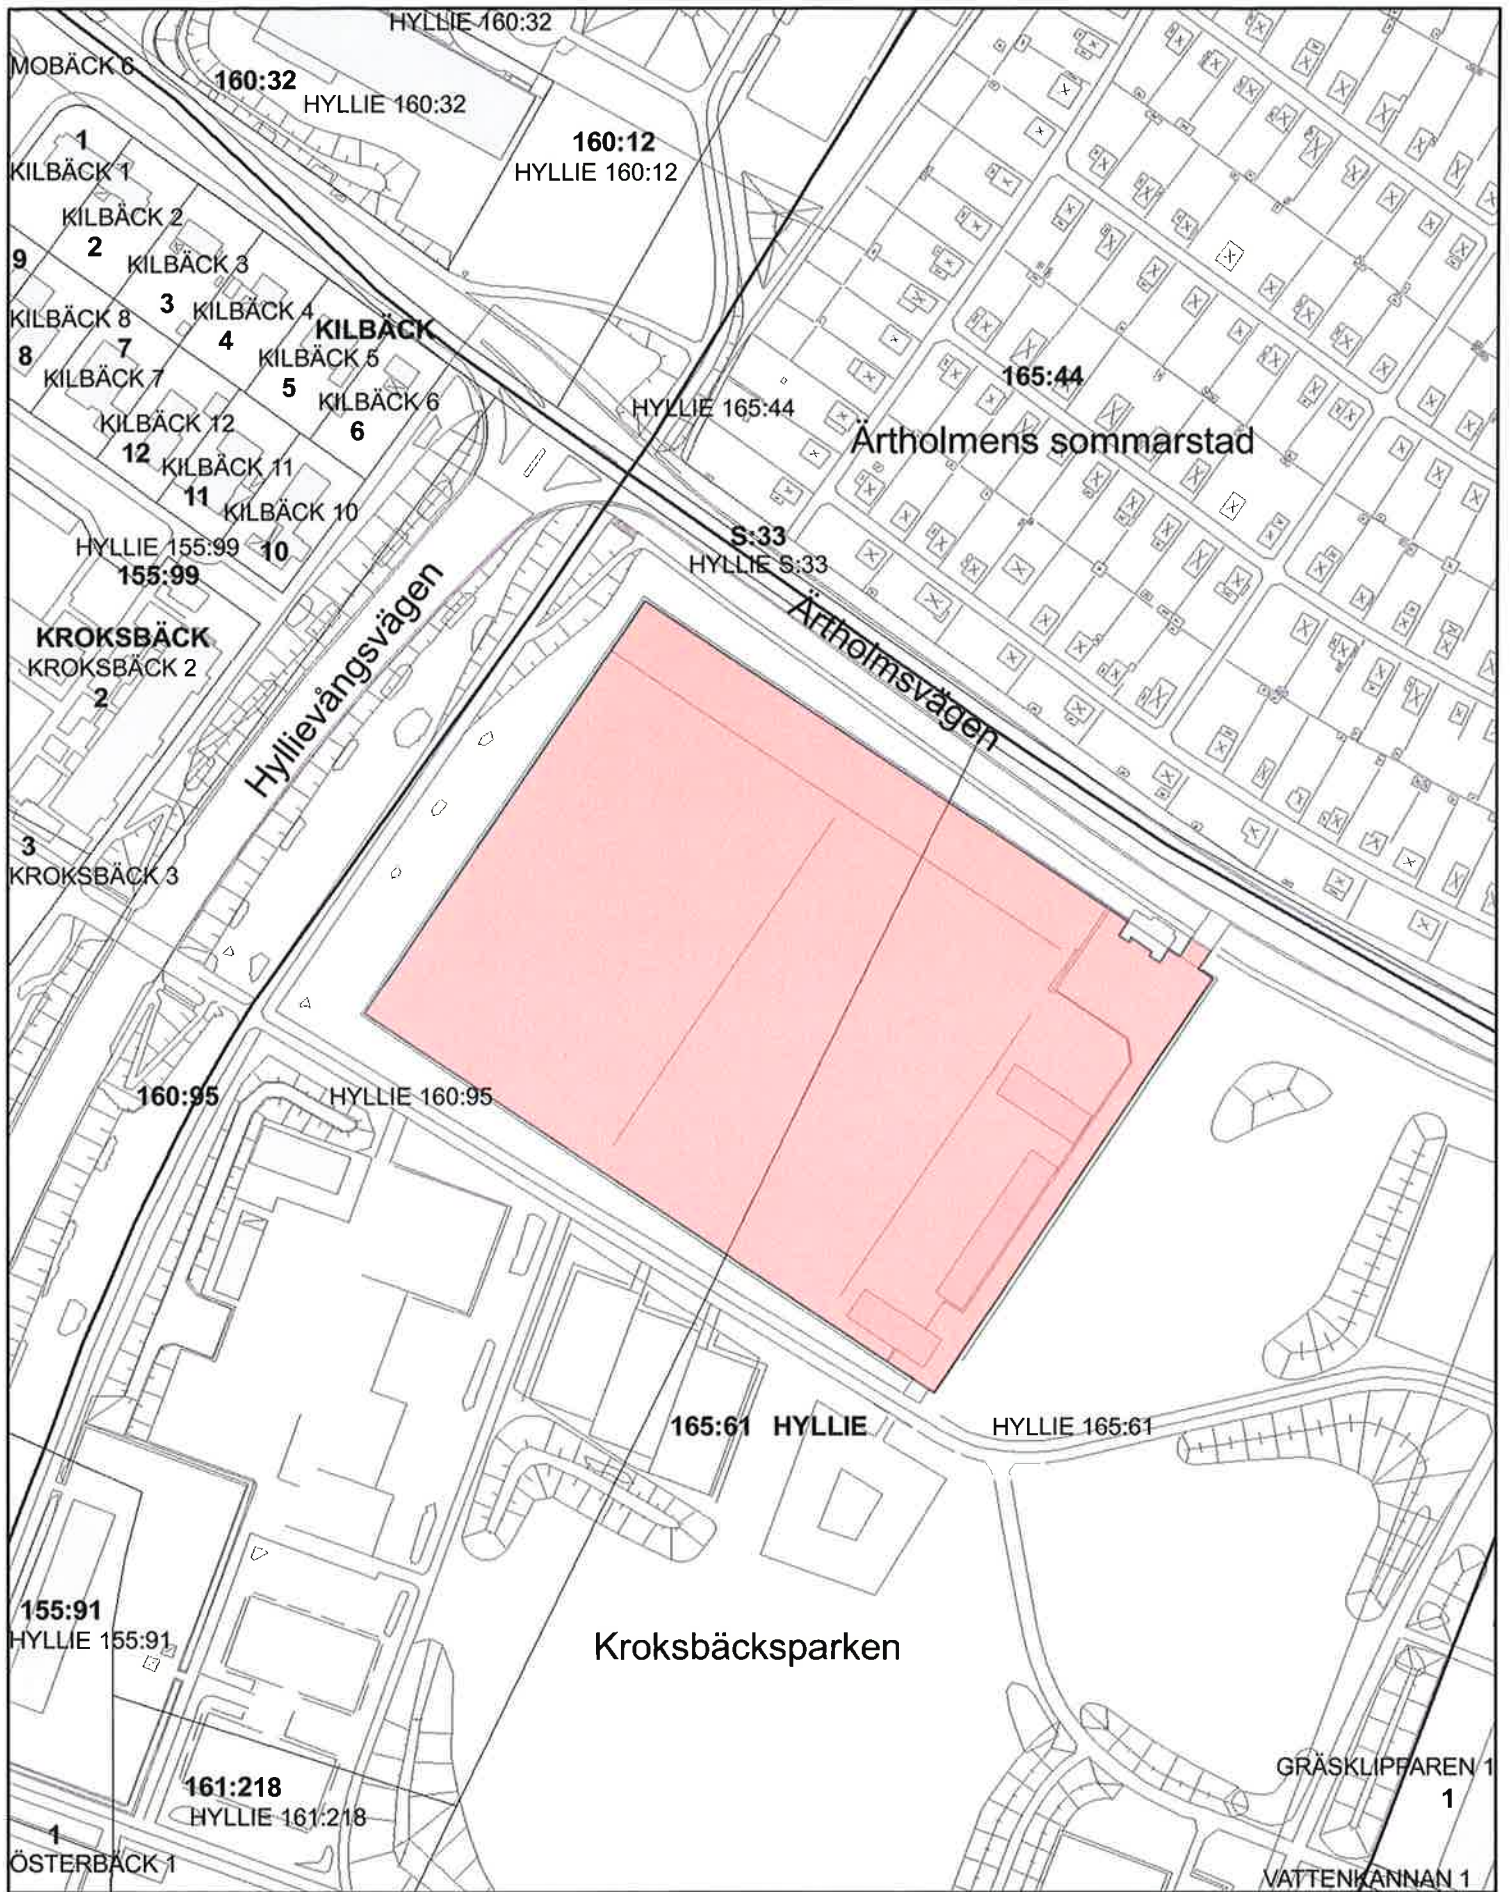 HYLLIE 160:32
MOBÄCK 6
160:32
HYLLIE 160:32
1
KILBÄCK 1
160:12
HYLLIE 160:12
KILBÄCK 2
2
9
KILBÄCK 3
3
KILBÄCK 4
4
KILBÄCK
KILBÄCK 8
8
7
KILBÄCK 7
KILBÄCK 5
5
KILBÄCK 6
6
165:44
HYLLIE 165:44
Ärtholmens sommarstad
KILBÄCK 12
12
KILBÄCK 11
11
KILBÄCK 10
10
HYLLIE 155:99
155:99
S:33
HYLLIE S:33
Ärtholmsvägen
Hyllievångsvägen
KROKSBÄCK
KROKSBÄCK 2
2
3
KROKSBÄCK 3
160:95
HYLLIE 160:95
165:61 HYLLIE
HYLLIE 165:61
155:91
HYLLIE 155:91
Kroksbäcksparken
161:218
HYLLIE 161:218
GRÄSKLIPPAREN 1
1
1
ÖSTERBÄCK 1
VATTENKANNAN 1